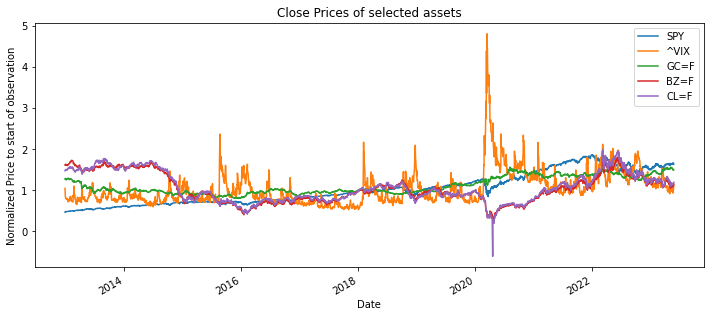 Close Prices of selected assets
Normalized Price to start of observation
5
4
3
2
1
0
SPY
^VIX
GC=F
BZ=F
CL=F
2014
2016
2018
2020
2022
Date